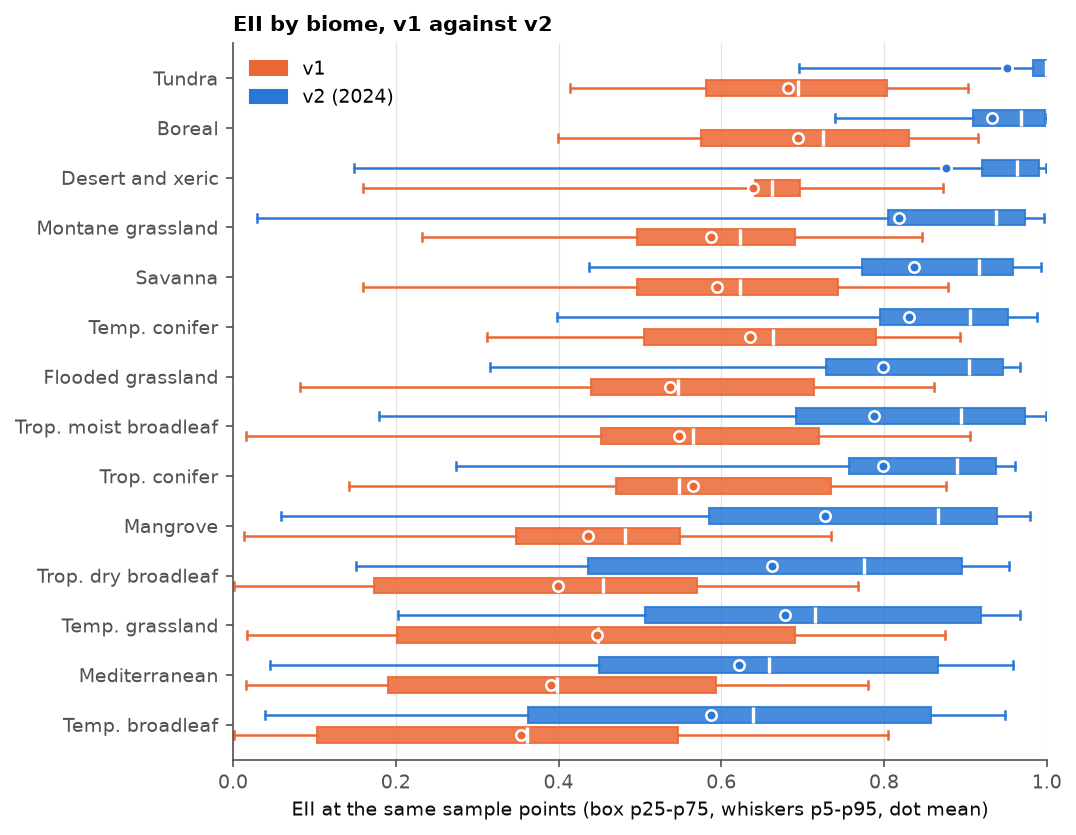 EII by biome, v1 against v2
v1
v2 (2024)
Tundra
Boreal
Desert and xeric
Montane grassland
Savanna
Temp. conifer
Flooded grassland
Trop. moist broadleaf
Trop. conifer
Mangrove
Trop. dry broadleaf
Temp. grassland
Mediterranean
Temp. broadleaf
0.0 0.2 0.4 0.6 0.8 1.0
EII at the same sample points (box p25-p75, whiskers p5-p95, dot mean)